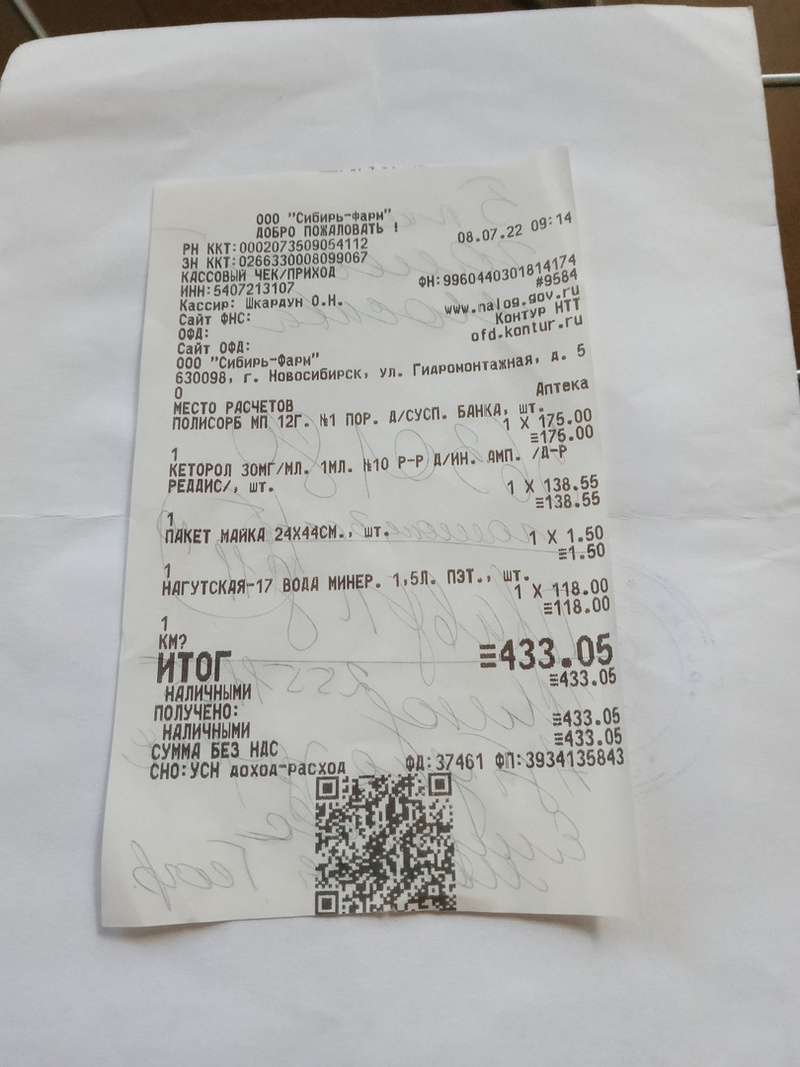 ООО "Сибирь-фарм"
ДОБРО ПОЖАЛОВАТЬ !
РН ККТ:0002073509054112 08.07.22 09:14
ЗН ККТ:0266330008099067
КАССОВЫЙ ЧЕК/ПРИХОД ФН:9960440301814174
ИНН:5407213107 #9584
Кассир: Шкараун О.Н.
Сайт ФНС: www.nalog.gov.ru
ОФД: Контур НТТ
Сайт ОФД: ofd.kontur.ru
ООО "Сибирь-Фарм"
630098, г. Новосибирск, ул. Гидромонтажная, д. 5
0
МЕСТО РАСЧЕТОВ Аптека
ПОЛИСОРБ МП 12Г. №1 ПОР. Д/СУСП. БАНКА, шт.
1 X 175.00
1 ≡175.00
КЕТОРОЛ 30МГ/МЛ. 1МЛ. №10 Р-Р Д/ИН. АМП. /Д-Р
РЕДДИС/, шт. 1 X 138.55
≡138.55
1
ПАКЕТ МАЙКА 24X44СМ., шт. 1 X 1.50
≡1.50
1
НАГУТСКАЯ-17 ВОДА МИНЕР. 1,5Л. ПЭТ., шт.
1 X 118.00
≡118.00
1
КМ?
ИТОГ ≡433.05
НАЛИЧНЫМИ ≡433.05
ПОЛУЧЕНО:
НАЛИЧНЫМИ ≡433.05
СУММА БЕЗ НДС ≡433.05
СНО:УСН доход-расход ФД:37461 ФП:3934135843